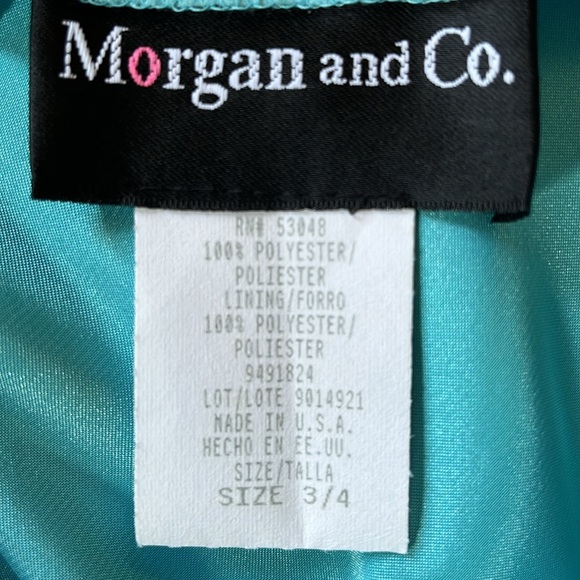 Morgan and Co.
RN# 53048
100% POLYESTER/
POLIESTER
LINING/FORRO
100% POLYESTER/
POLIESTER
9491824
LOT/LOTE 9014921
MADE IN U.S.A.
HECHO EN EE.UU.
SIZE/TALLA
SIZE 3/4